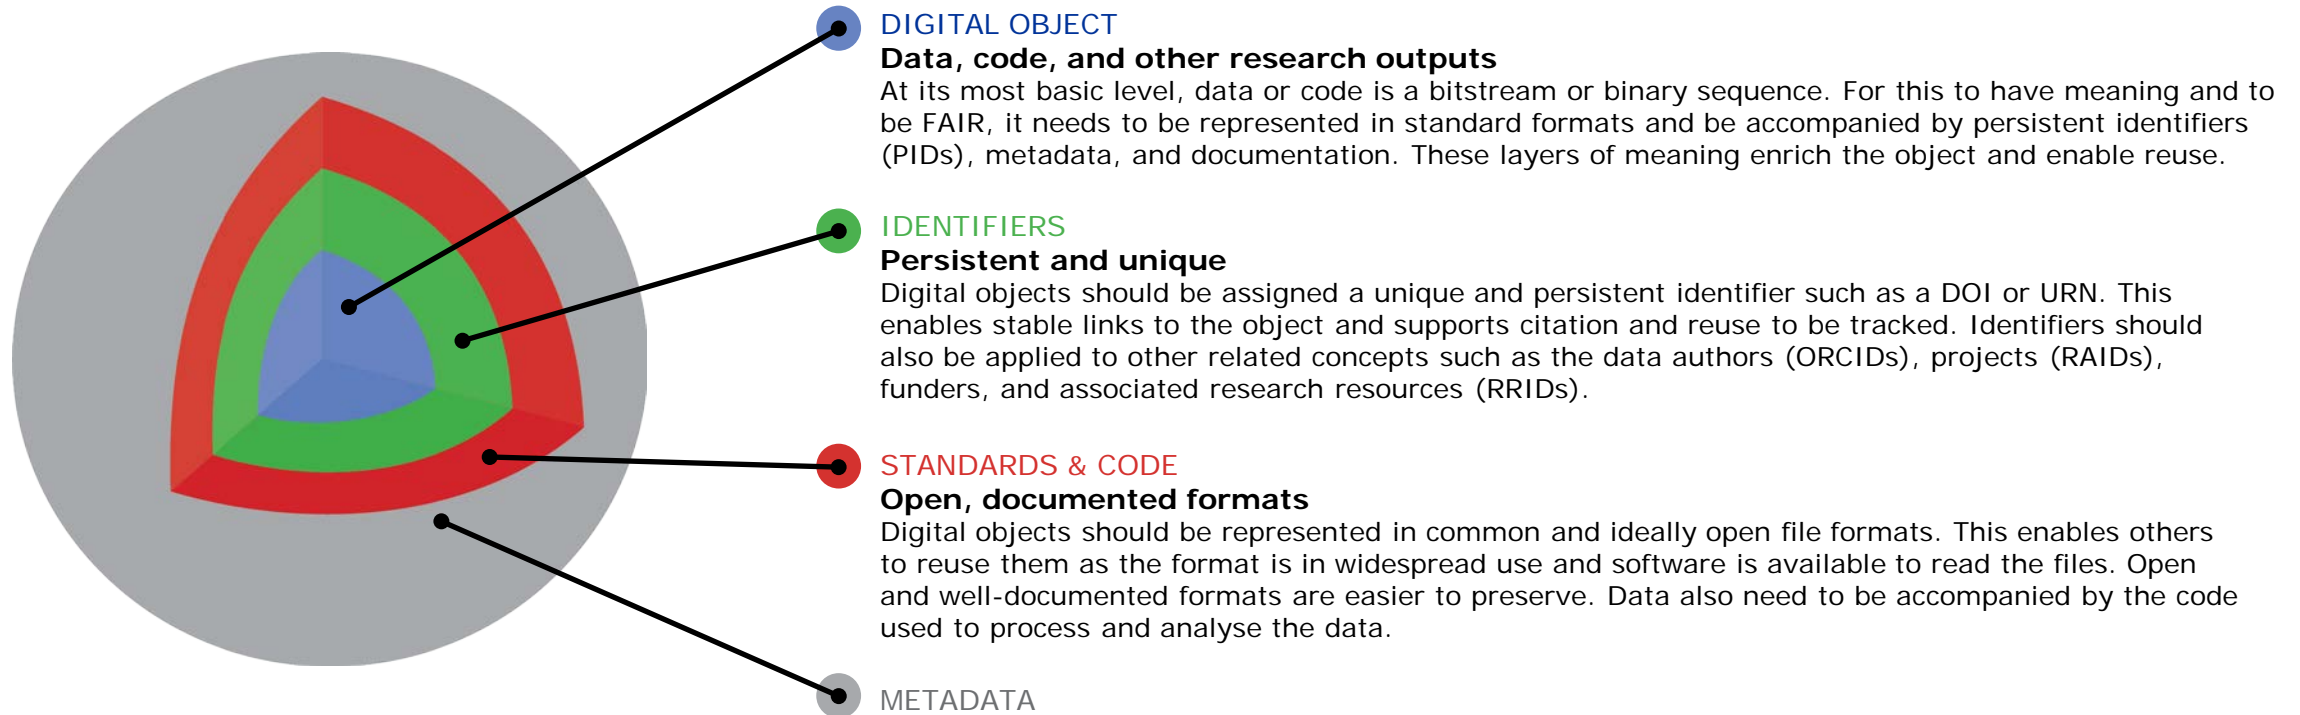 DIGITAL OBJECT
Data, code, and other research outputs
At its most basic level, data or code is a bitstream or binary sequence. For this to have meaning and to
be FAIR, it needs to be represented in standard formats and be accompanied by persistent identifiers
(PIDs), metadata, and documentation. These layers of meaning enrich the object and enable reuse.
IDENTIFIERS
Persistent and unique
Digital objects should be assigned a unique and persistent identifier such as a DOI or URN. This
enables stable links to the object and supports citation and reuse to be tracked. Identifiers should
also be applied to other related concepts such as the data authors (ORCIDs), projects (RAIDs),
funders, and associated research resources (RRIDs).
STANDARDS & CODE
Open, documented formats
Digital objects should be represented in common and ideally open file formats. This enables others
to reuse them as the format is in widespread use and software is available to read the files. Open
and well-documented formats are easier to preserve. Data also need to be accompanied by the code
used to process and analyse the data.
METADATA